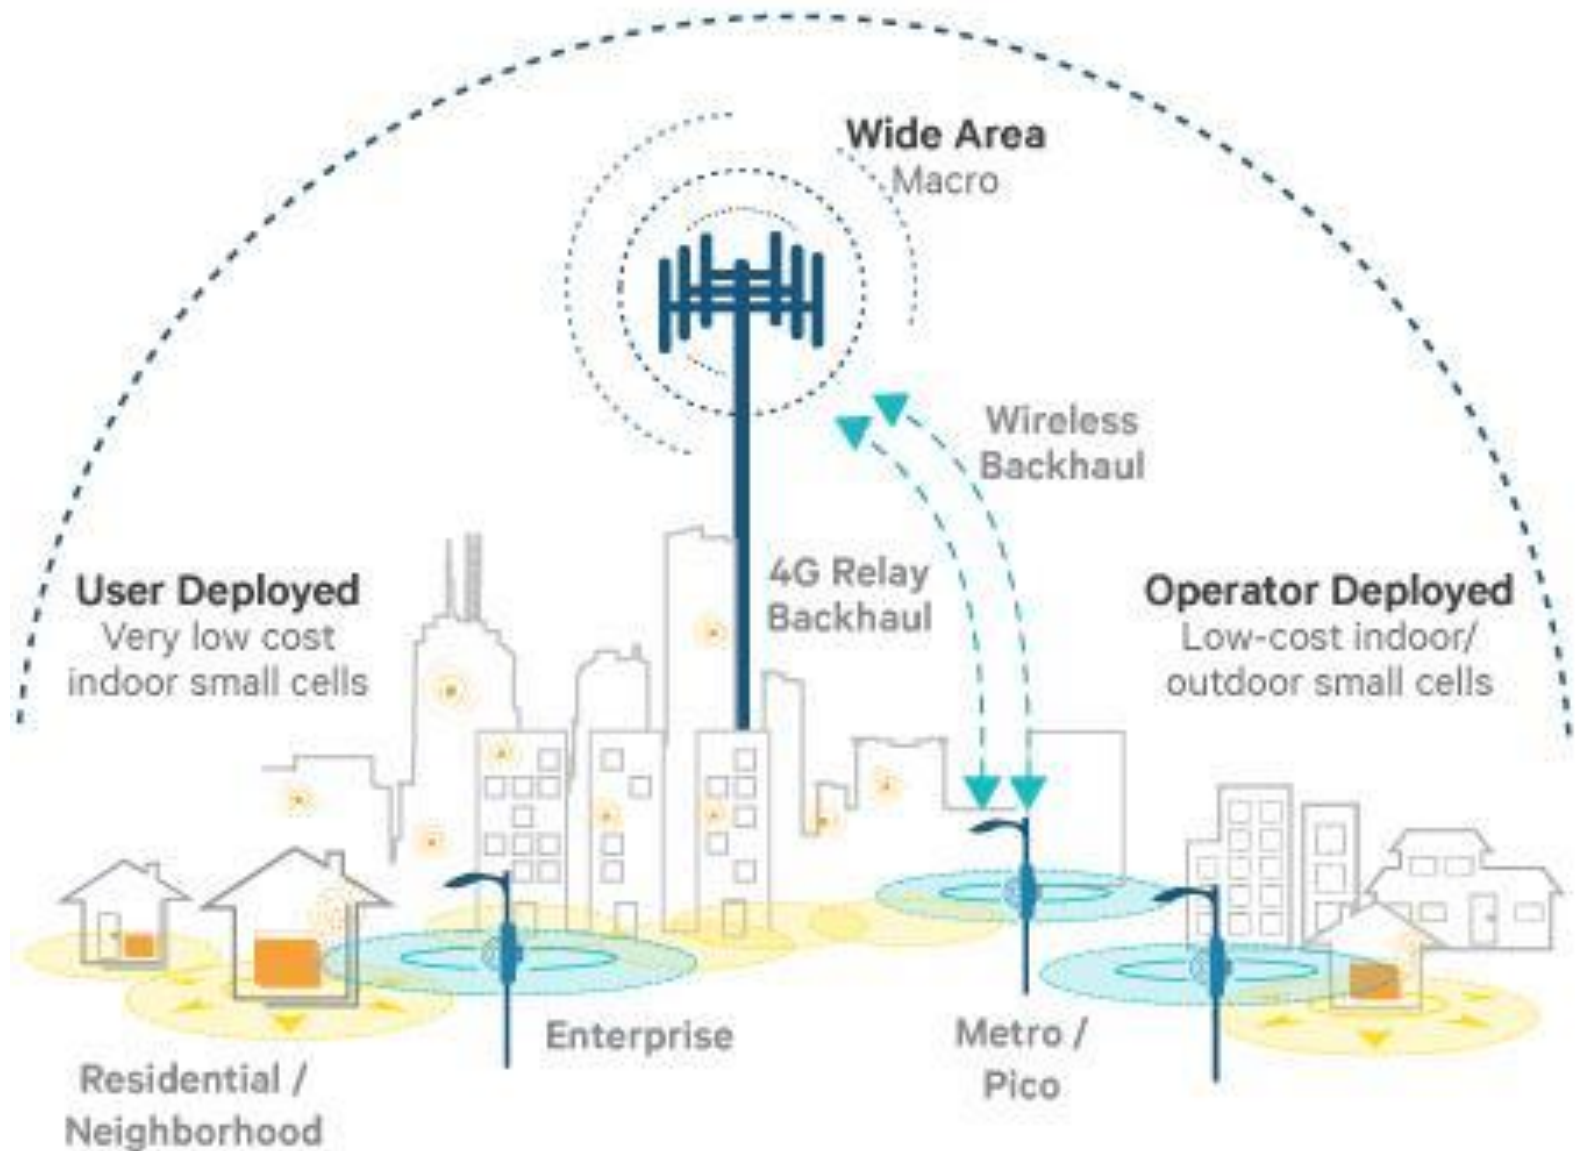 Wide Area
Macro
Wireless
Backhaul
4G Relay
Backhaul
User Deployed
Very low cost
indoor small cells
Operator Deployed
Low-cost indoor/
outdoor small cells
Enterprise
Metro /
Pico
Residential /
Neighborhood